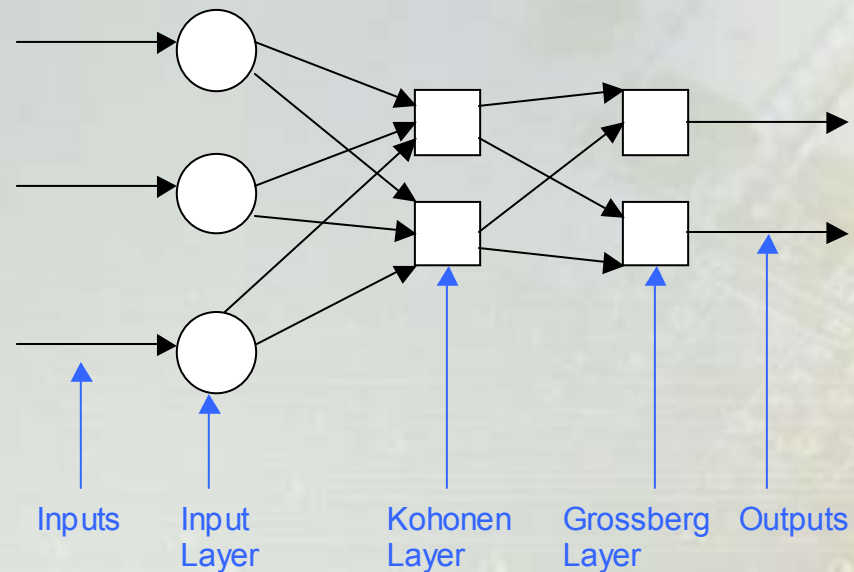 Inputs
Input
Layer
Kohonen
Layer
Grossberg
Layer
Outputs